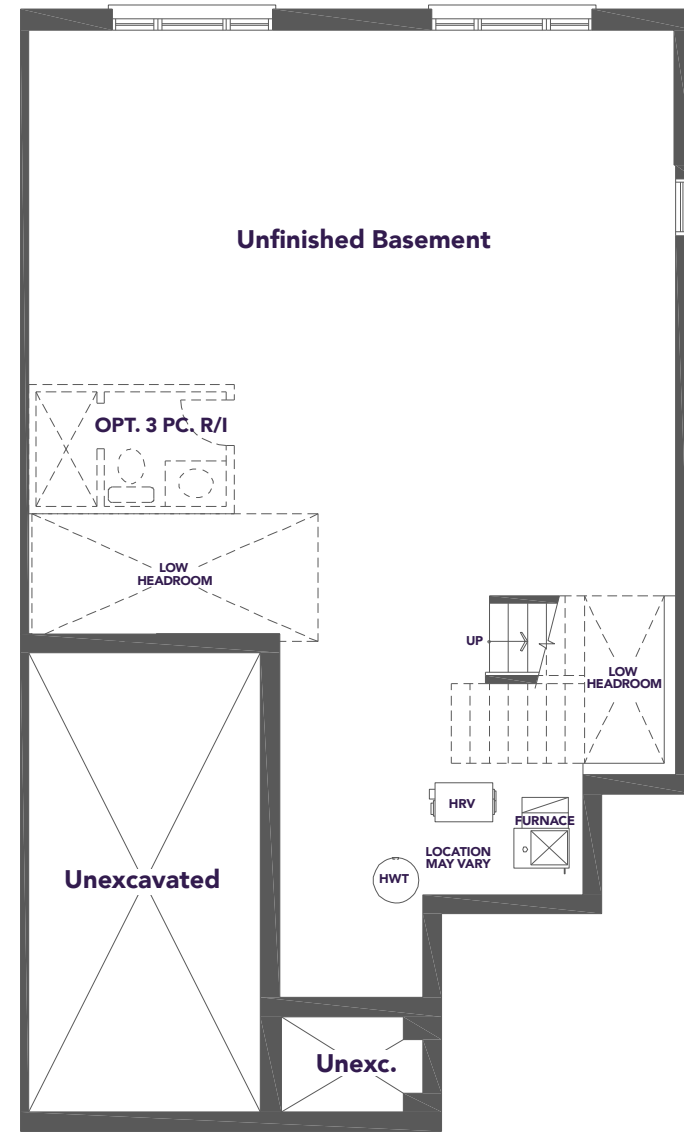 Unfinished Basement
OPT. 3 PC. R/I
LOW
HEADROOM
UP
LOW
HEADROOM
HRV
FURNACE
LOCATION
MAY VARY
HWT
Unexcavated
Unexc.